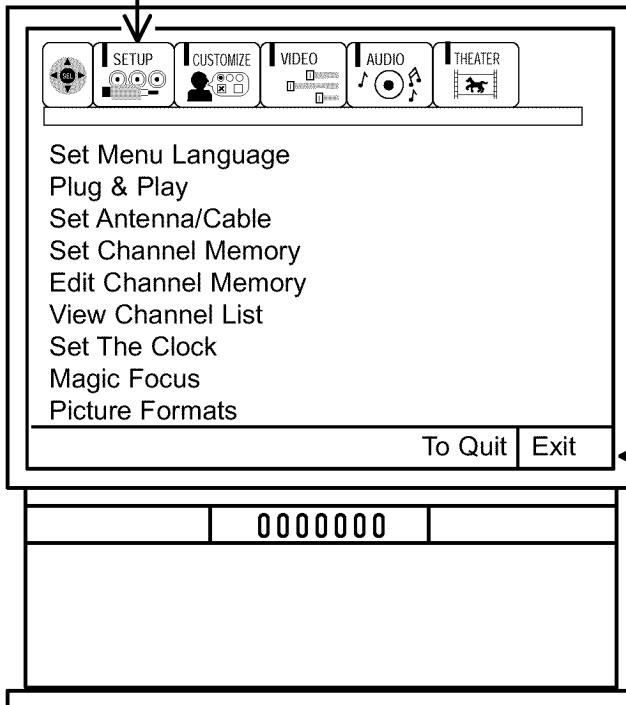 SEL SETUP CUSTOMIZE VIDEO AUDIO THEATER
Set Menu Language
Plug & Play
Set Antenna/Cable
Set Channel Memory
Edit Channel Memory
View Channel List
Set The Clock
Magic Focus
Picture Formats
To Quit Exit
0000000